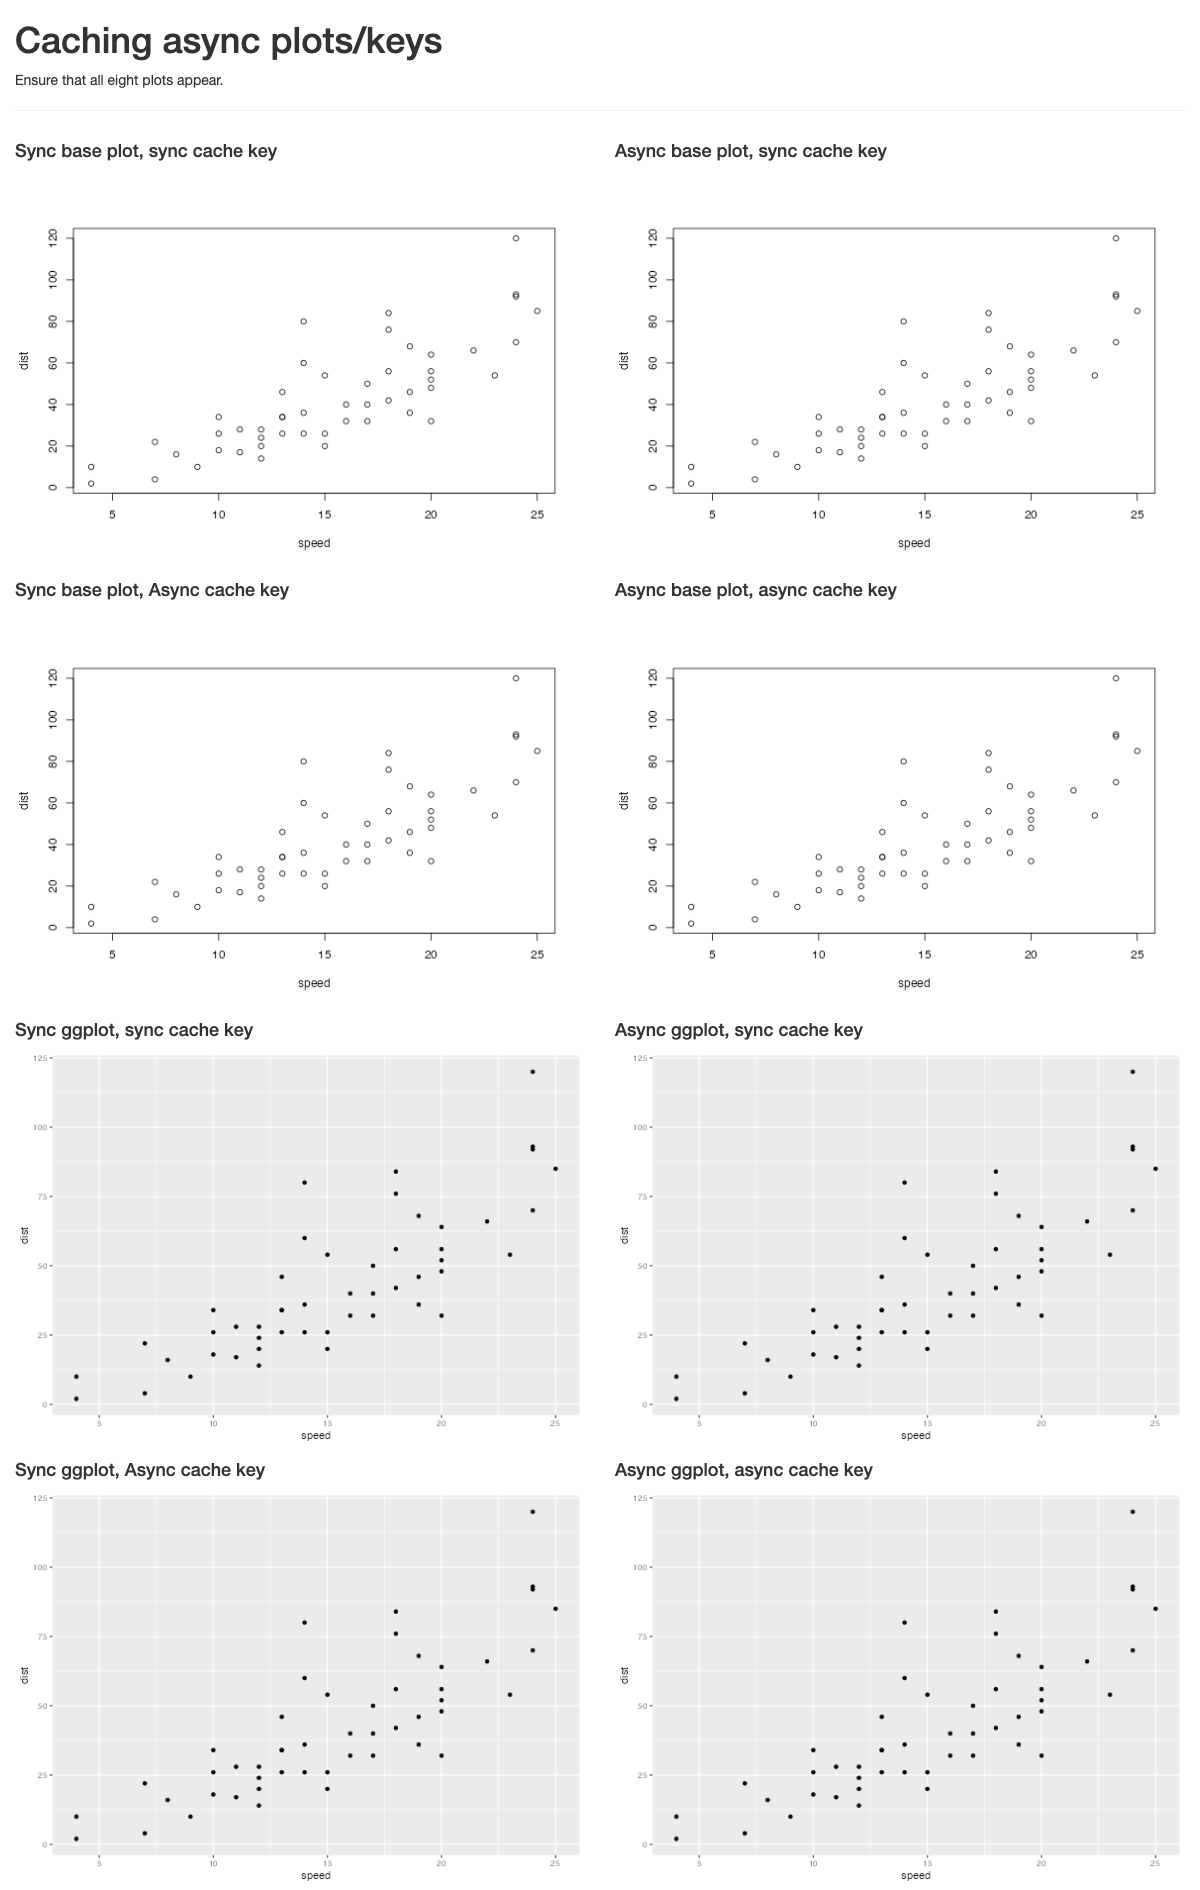 Caching async plots/keys
Ensure that all eight plots appear.
Sync base plot, sync cache key
120
100
80
60
40
20
0
dist
5 10 15 20 25
speed
Async base plot, sync cache key
120
100
80
60
40
20
0
dist
5 10 15 20 25
speed
Sync base plot, Async cache key
120
100
80
60
40
20
0
dist
5 10 15 20 25
speed
Async base plot, async cache key
120
100
80
60
40
20
0
dist
5 10 15 20 25
speed
Sync ggplot, sync cache key
125
100
75
50
25
0
dist
5 10 15 20 25
speed
Async ggplot, sync cache key
125
100
75
50
25
0
dist
5 10 15 20 25
speed
Sync ggplot, Async cache key
125
100
75
50
25
0
dist
5 10 15 20 25
speed
Async ggplot, async cache key
125
100
75
50
25
0
dist
5 10 15 20 25
speed